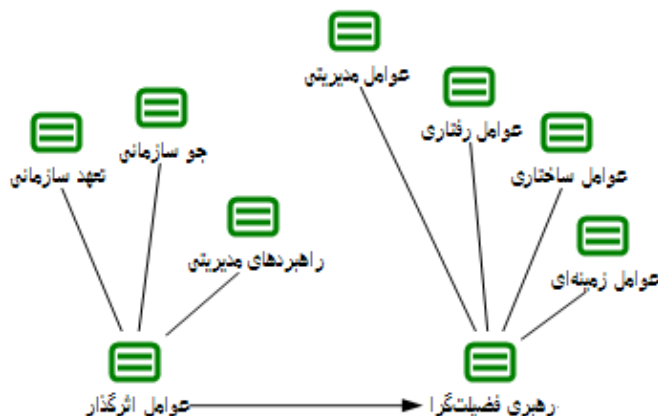 عوامل مدیریتی
عوامل رفتاری
جو سازمانی
تعهد سازمانی
عوامل ساختاری
راهبردهای مدیریتی
عوامل زمینه‌ای
رهبری فضیلت‌گرا
عوامل اثرگذار